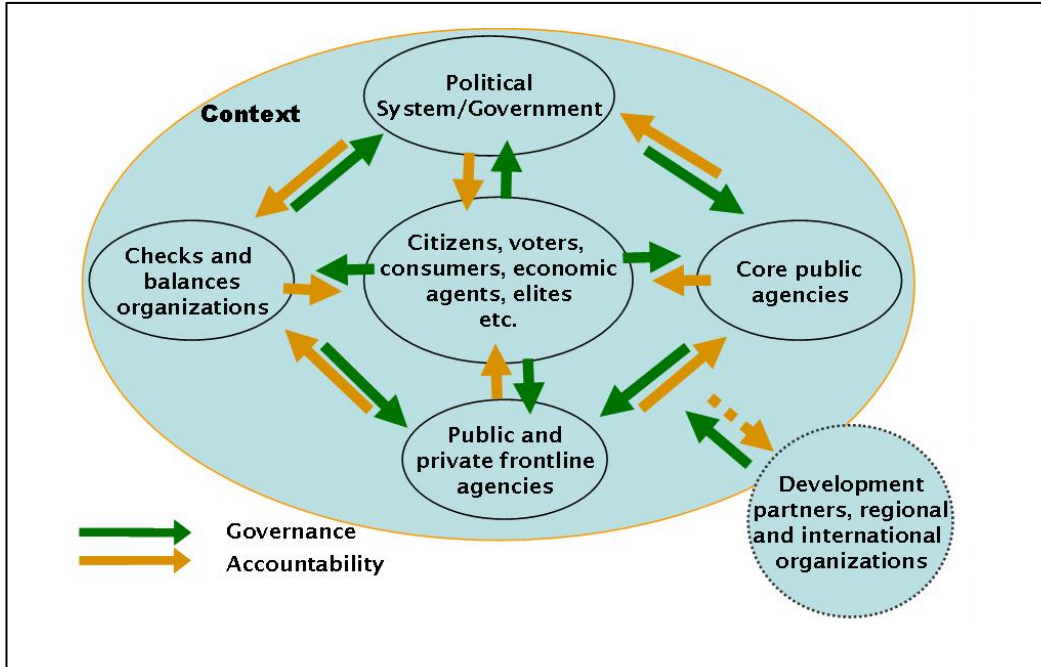 Political
System/Government
Context
Checks and
balances
organizations
Citizens, voters,
consumers, economic
agents, elites
etc.
Core public
agencies
Public and
private frontline
agencies
Development
partners, regional
and international
organizations
Governance
Accountability